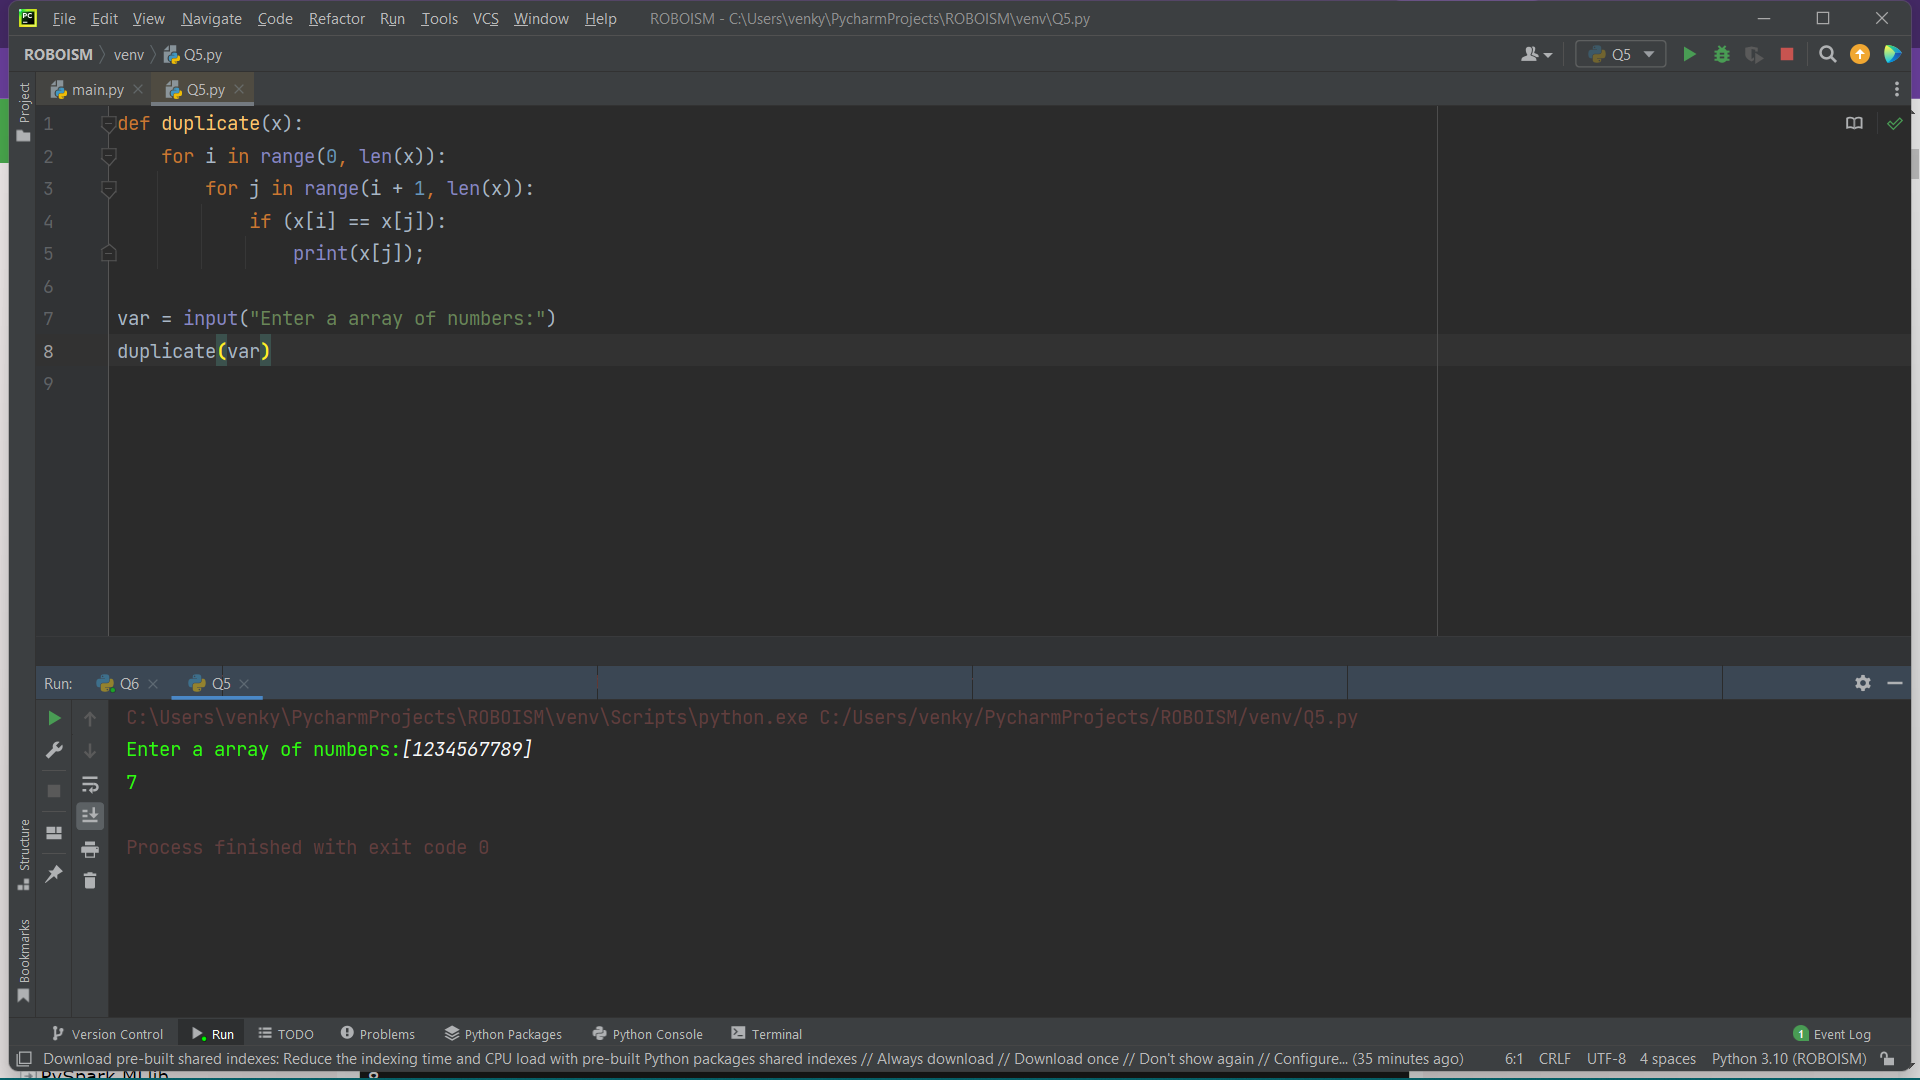 File Edit View Navigate Code Refactor Run Tools VCS Window Help ROBOISM - C:\Users\venky\PycharmProjects\ROBOISM\venv\Q5.py
ROBOISM venv Q5.py Q5
main.py Q5.py
Project
1 def duplicate(x):
2 for i in range(0, len(x)):
3 for j in range(i + 1, len(x)):
4 if (x[i] == x[j]):
5 print(x[j]);
6
7 var = input("Enter a array of numbers:")
8 duplicate(var)
9
Run: Q6 Q5
C:\Users\venky\PycharmProjects\ROBOISM\venv\Scripts\python.exe C:/Users/venky/PycharmProjects/ROBOISM/venv/Q5.py
Enter a array of numbers:[1234567789]
7
Process finished with exit code 0
Structure
Bookmarks
Version Control Run TODO Problems Python Packages Python Console Terminal 1 Event Log
Download pre-built shared indexes: Reduce the indexing time and CPU load with pre-built Python packages shared indexes // Always download // Download once // Don't show again // Configure... (35 minutes ago) 6:1 CRLF UTF-8 4 spaces Python 3.10 (ROBOISM)
PySpark MLlib